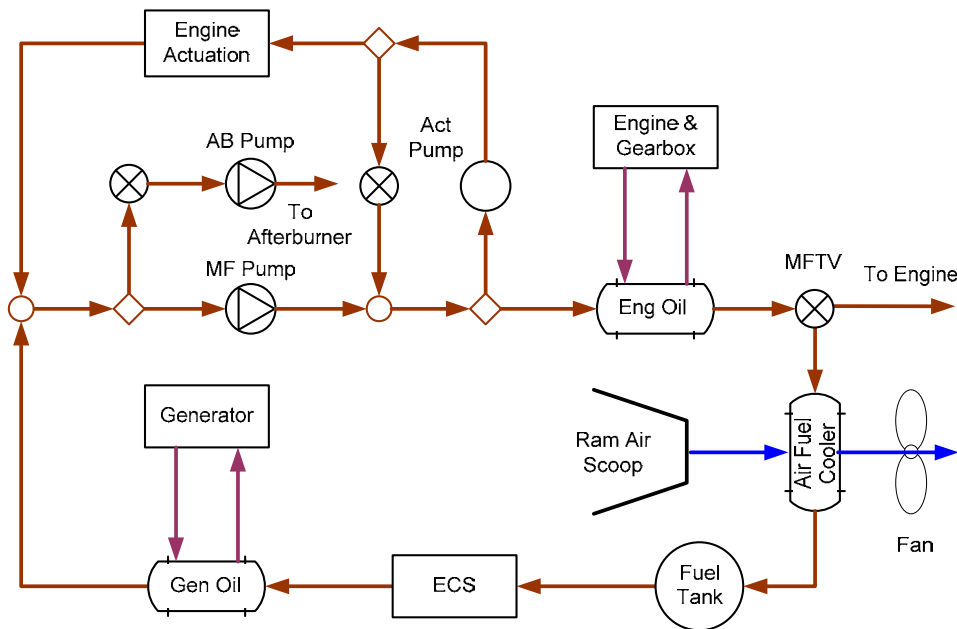 Engine
Actuation
AB Pump
Act
Pump
Engine &
Gearbox
To
Afterburner
MF Pump
MFTV
To Engine
Eng Oil
Generator
Ram Air
Scoop
Air Fuel
Cooler
Fan
Gen Oil
ECS
Fuel
Tank